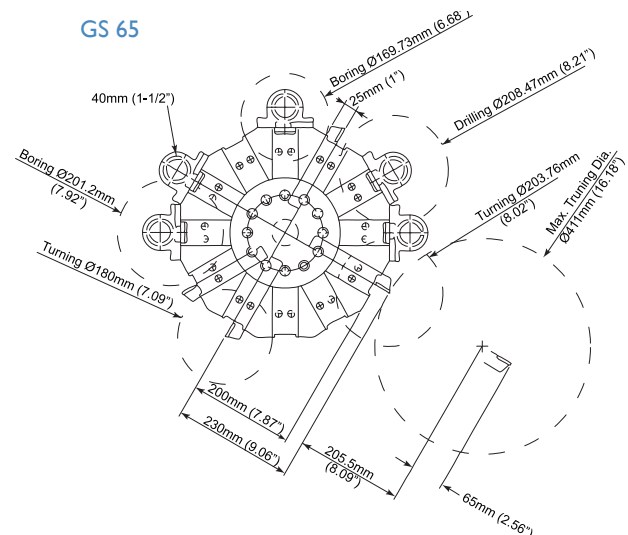 GS 65
Boring Ø169.73mm (6.68"
25mm (1")
Drilling Ø208.47mm (8.21")
40mm (1-1/2")
Boring Ø201.2mm
(7.92")
Turning Ø203.76mm
(8.02")
Max. Truning Dia.
Ø411mm (16.18")
Turning Ø180mm (7.09")
200mm (7.87")
230mm (9.06")
205.5mm
(8.09")
65mm (2.56")